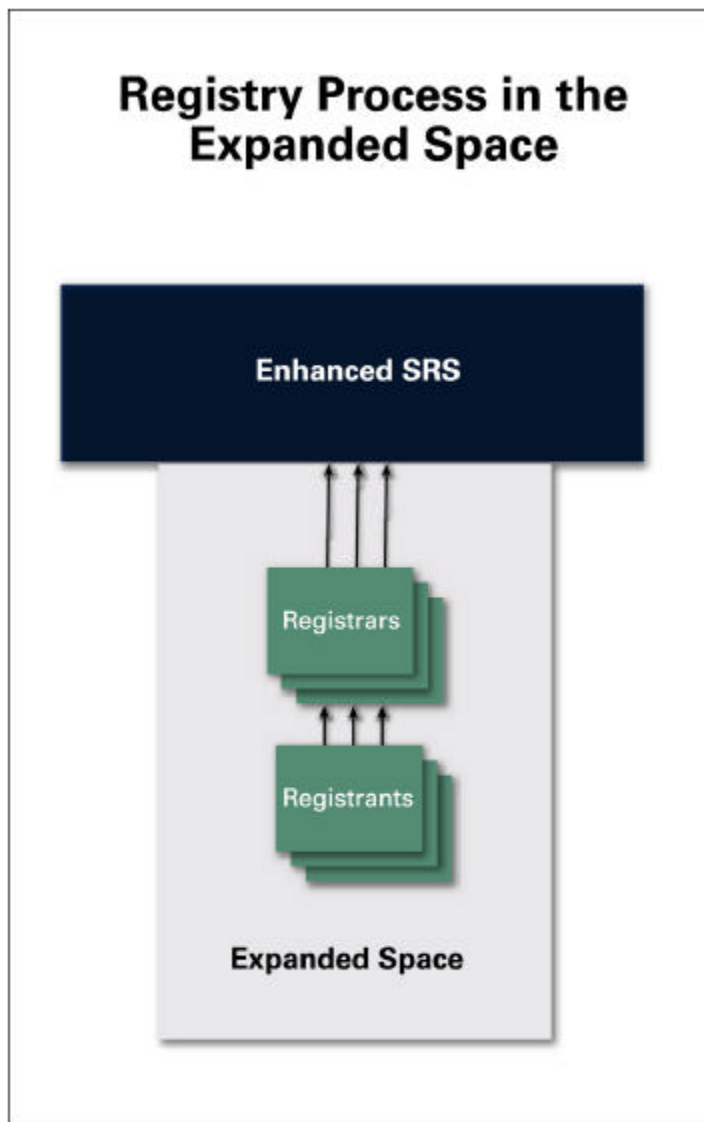 Registry Process in the
Expanded Space
Enhanced SRS
Registrars
Registrants
Expanded Space